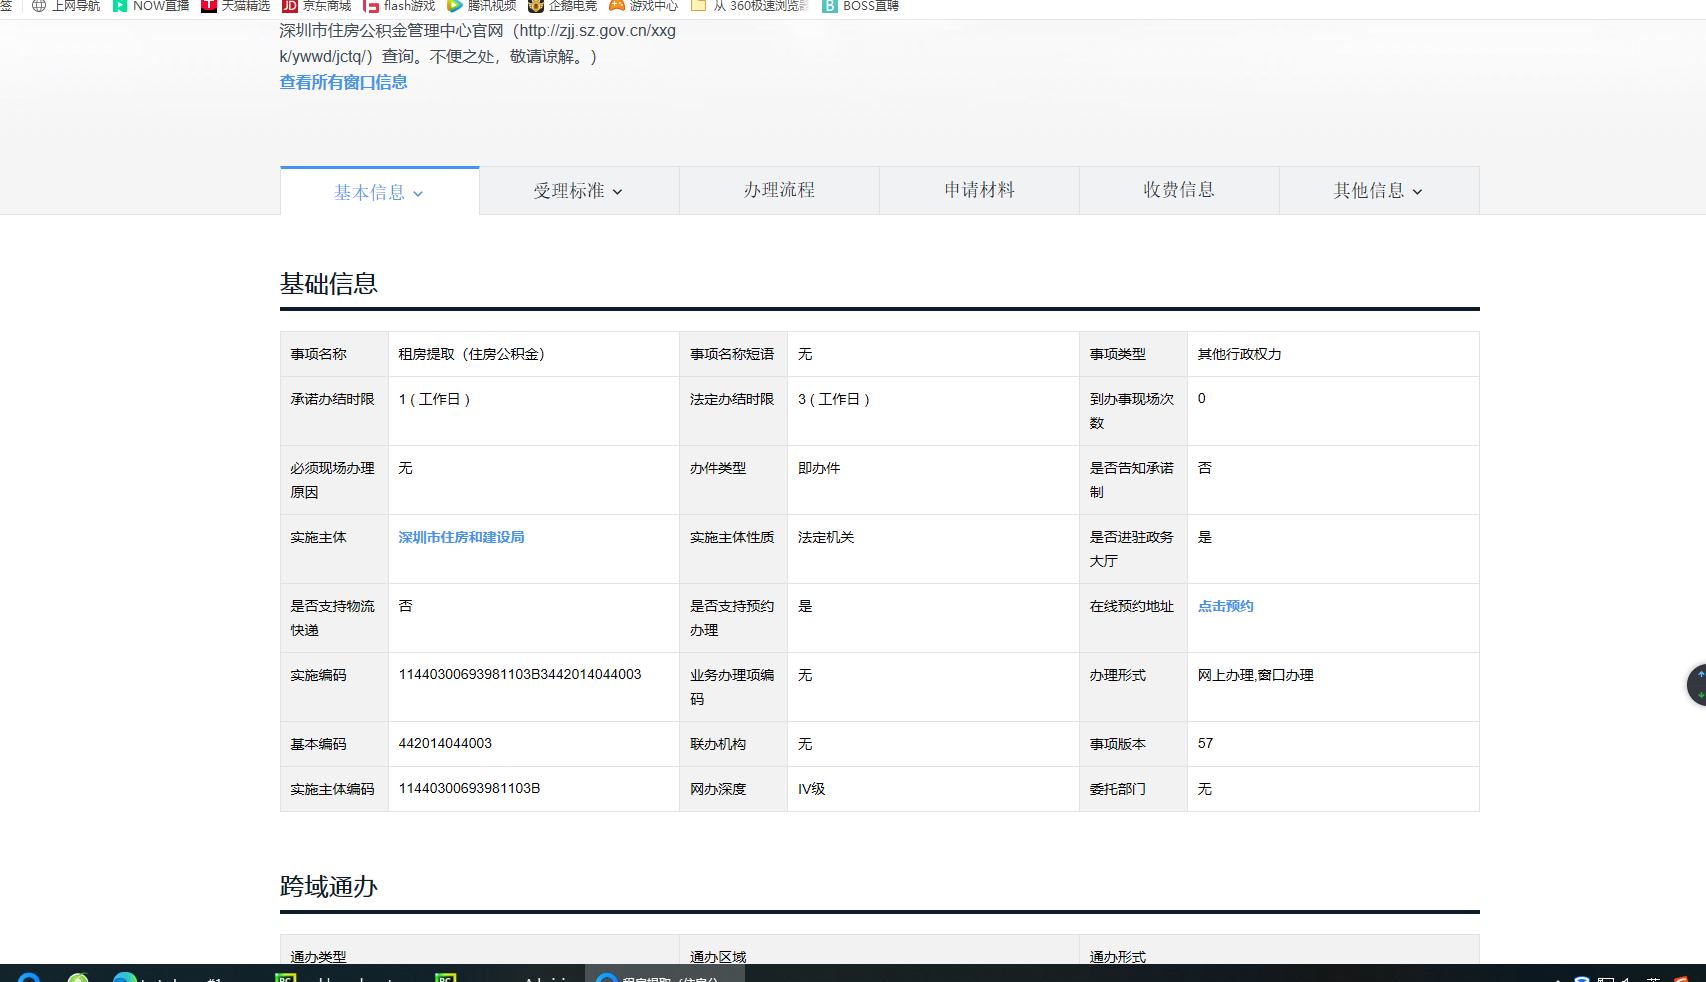 签 上网导航 NOW直播 天猫精选 京东商城 flash游戏 腾讯视频 企鹅电竞 游戏中心 从 360极速浏览器 BOSS直聘
深圳市住房公积金管理中心官网（http://zjj.sz.gov.cn/xxg
k/ywwd/jctq/）查询。不便之处，敬请谅解。）
查看所有窗口信息
基本信息 受理标准 办理流程 申请材料 收费信息 其他信息
基础信息
事项名称 租房提取（住房公积金） 事项名称短语 无 事项类型 其他行政权力
承诺办结时限 1 ( 工作日 ) 法定办结时限 3 ( 工作日 ) 到办事现场次 0
数
必须现场办理 无 办件类型 即办件 是否告知承诺 否
原因 制
实施主体 深圳市住房和建设局 实施主体性质 法定机关 是否进驻政务 是
大厅
是否支持物流 否 是否支持预约 是 在线预约地址 点击预约
快递 办理
实施编码 11440300693981103B3442014044003 业务办理项编 无 办理形式 网上办理,窗口办理
码
基本编码 442014044003 联办机构 无 事项版本 57
实施主体编码 11440300693981103B 网办深度 IV级 委托部门 无
跨域通办
通办类型 通办区域 通办形式
租房提取（住房公